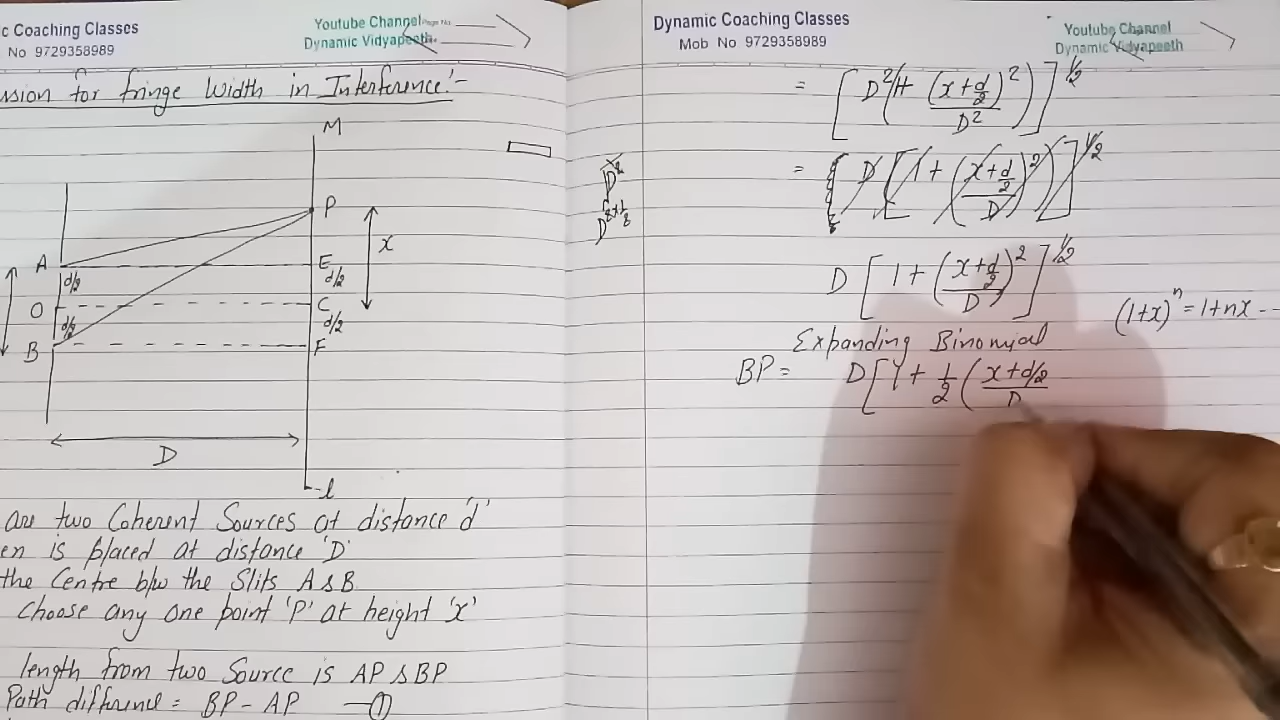 c Coaching Classes
No 9729358989
Youtube Channel Page No.
Dynamic Vidyapeeth
ssion for fringe width in Interference:-
M
P
x
A
E
d/2
d/2
O
C
d/2
d/2
B
F
D
L
are two Coherent Sources at distance 'd'
en is placed at distance 'D'
the Centre b/w the Slits A & B
Choose any one point 'P' at height 'x'
length from two Source is AP & BP
Path difference = BP - AP —①
Dynamic Coaching Classes
Mob No 9729358989
Youtube Channel
Dynamic Vidyapeeth
= [D²(1+ (x+d/2)²/D²)]^1/2
= [D[1+((x+d/2)/D)²]]^1/2
D[1+((x+d/2)/D)²]^1/2
(1+x)ⁿ = 1+nx --
Expanding Binomial
BP = D[1+ 1/2 ((x+d/2)/D